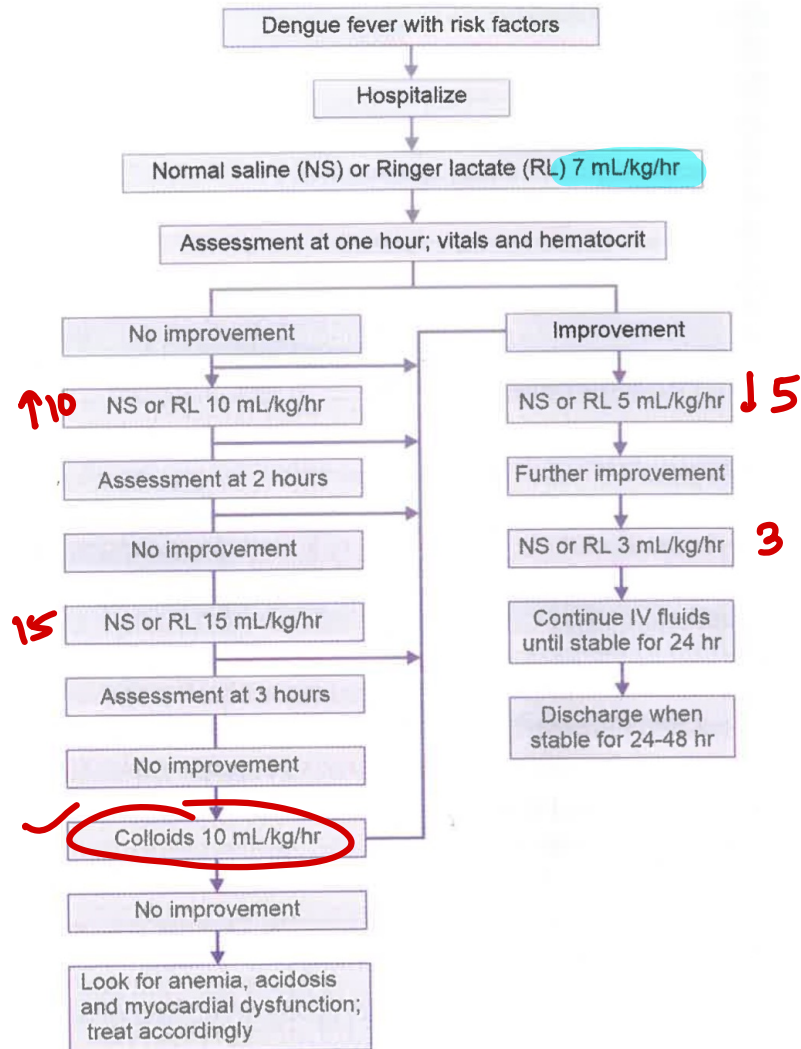 Dengue fever with risk factors
Hospitalize
Normal saline (NS) or Ringer lactate (RL) 7 mL/kg/hr
Assessment at one hour; vitals and hematocrit
No improvement
↑10 NS or RL 10 mL/kg/hr
Assessment at 2 hours
No improvement
15 NS or RL 15 mL/kg/hr
Assessment at 3 hours
No improvement
Colloids 10 mL/kg/hr
No improvement
Look for anemia, acidosis
and myocardial dysfunction;
treat accordingly
Improvement
NS or RL 5 mL/kg/hr ↓5
Further improvement
NS or RL 3 mL/kg/hr 3
Continue IV fluids
until stable for 24 hr
Discharge when
stable for 24-48 hr